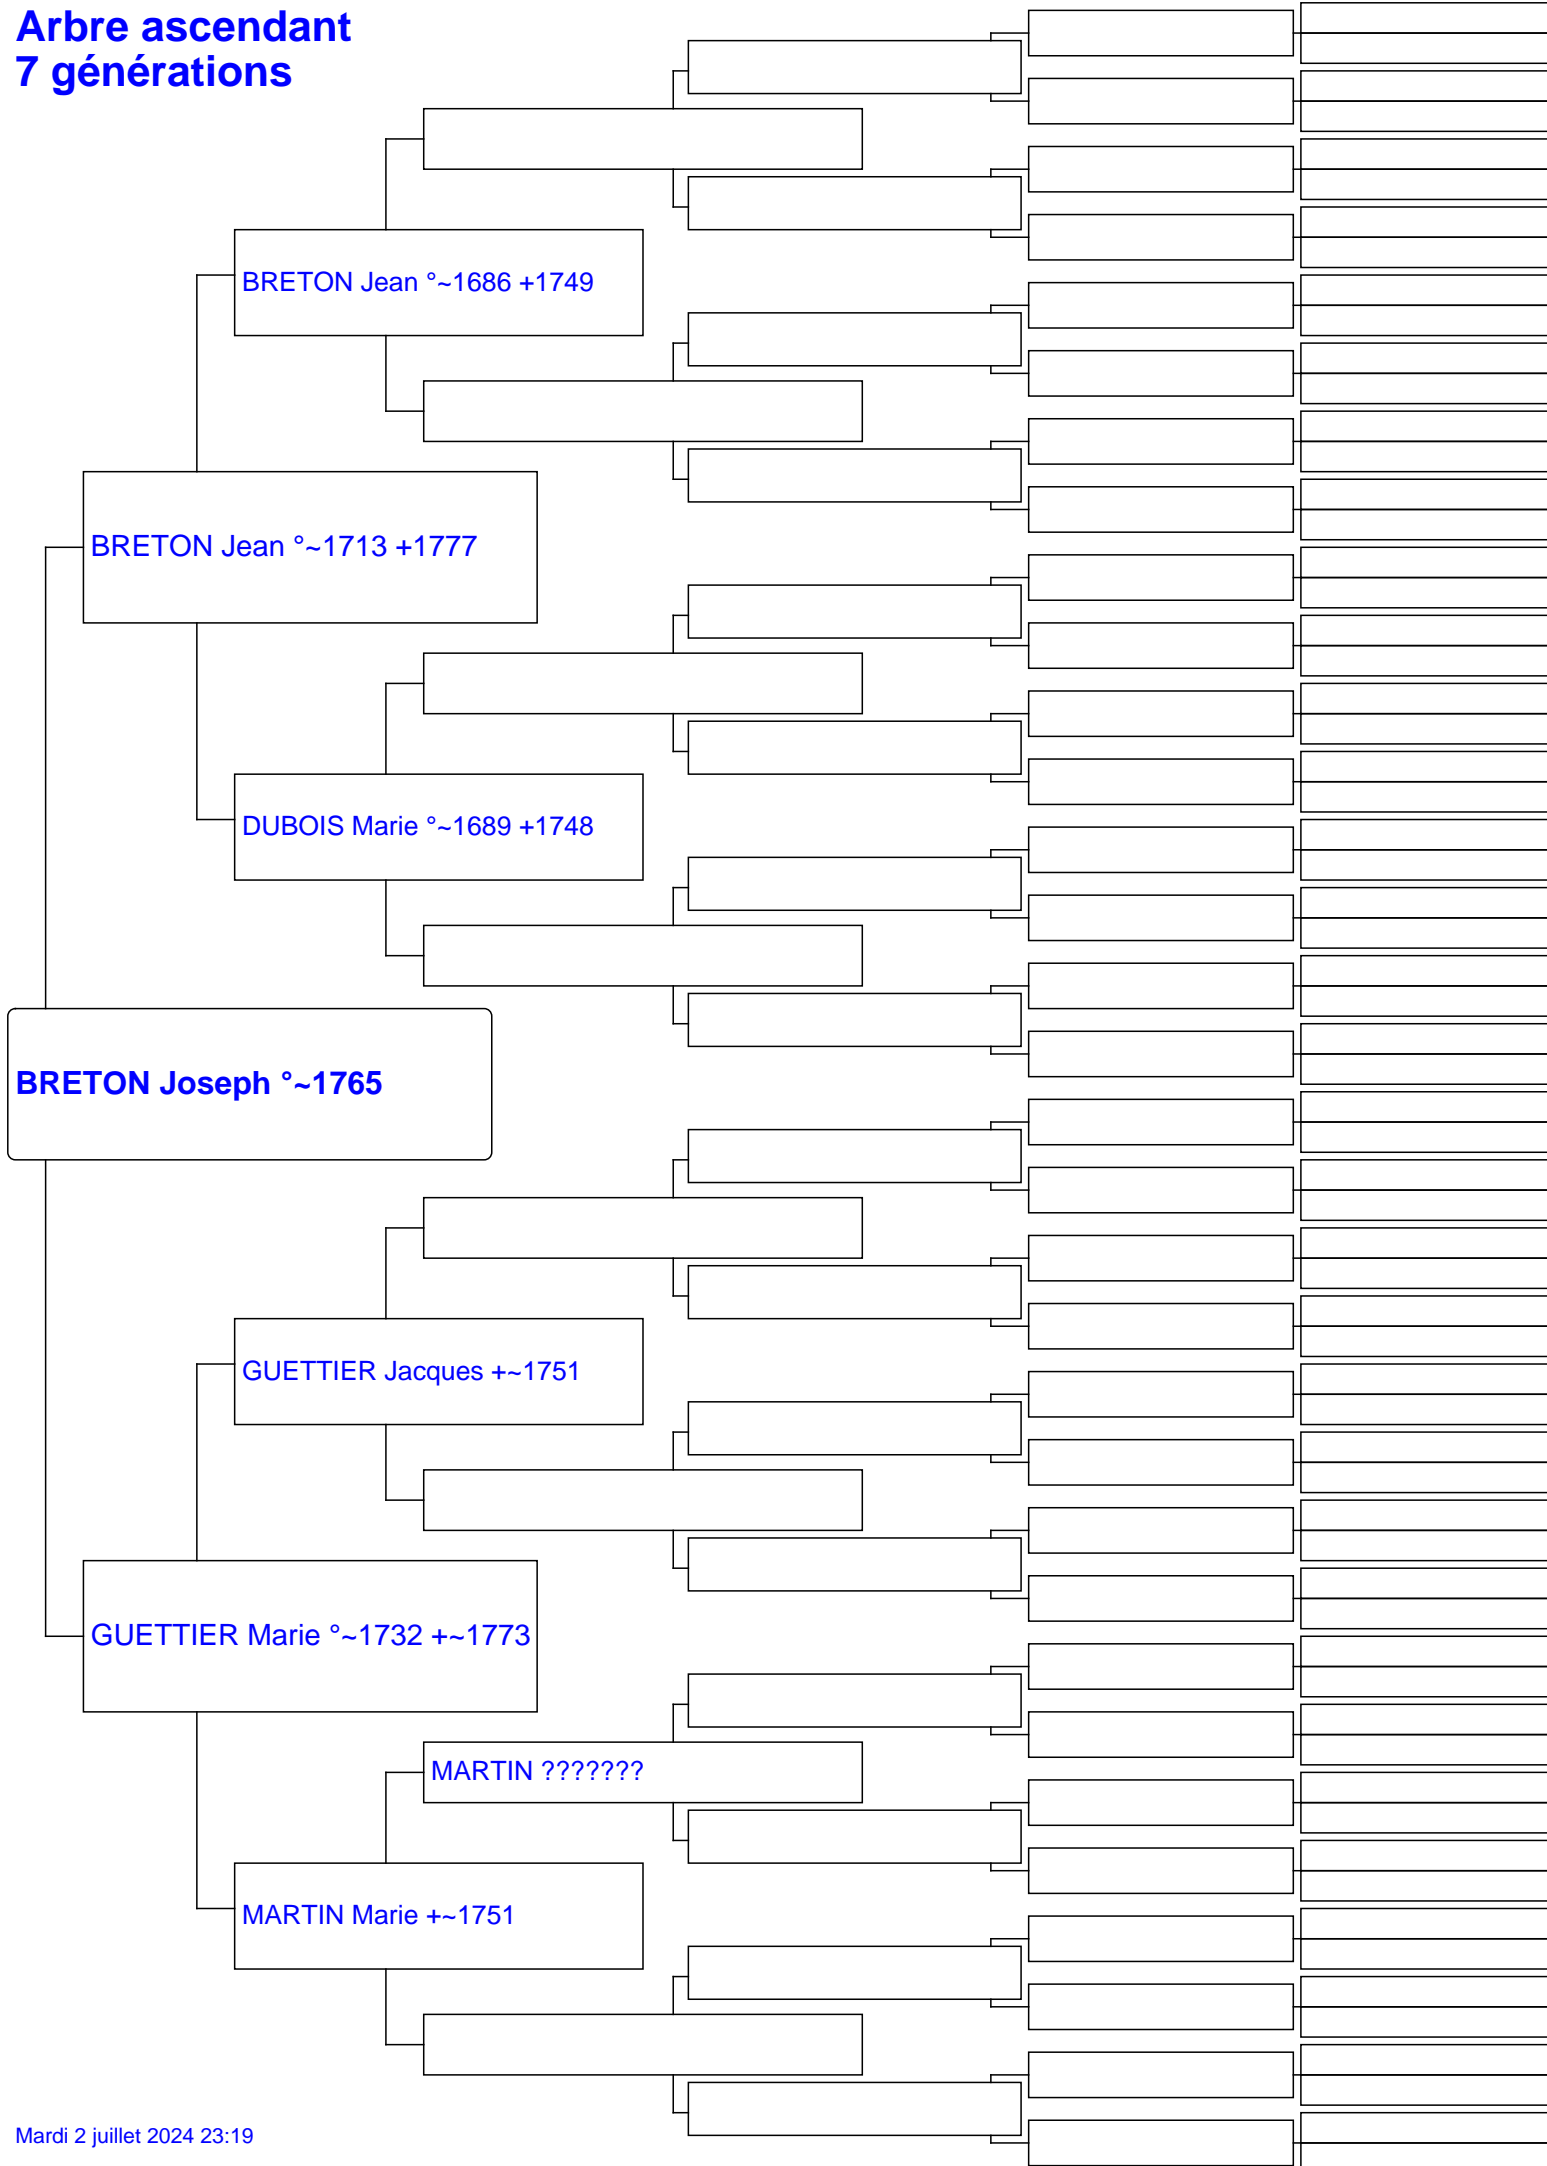 Arbre ascendant
7 générations
BRETON Jean °~1686 +1749
BRETON Jean °~1713 +1777
DUBOIS Marie °~1689 +1748
BRETON Joseph °~1765
GUETTIER Jacques +~1751
GUETTIER Marie °~1732 +~1773
MARTIN ???????
MARTIN Marie +~1751
Mardi 2 juillet 2024 23:19